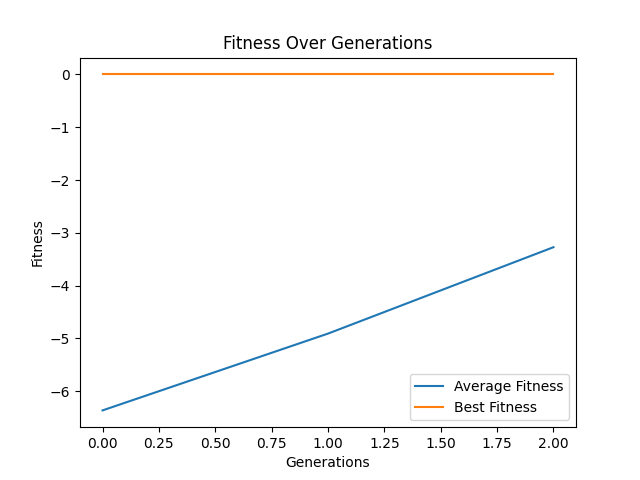 Fitness Over Generations
Fitness
0
−1
−2
−3
−4
−5
−6
0.00 0.25 0.50 0.75 1.00 1.25 1.50 1.75 2.00
Generations
Average Fitness
Best Fitness